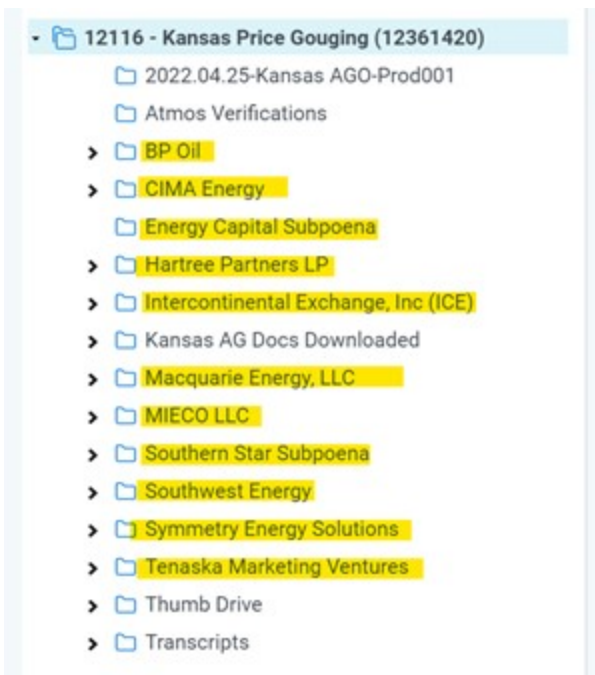 12116 - Kansas Price Gouging (12361420)
2022.04.25-Kansas AGO-Prod001
Atmos Verifications
BP Oil
CIMA Energy
Energy Capital Subpoena
Hartree Partners LP
Intercontinental Exchange, Inc (ICE)
Kansas AG Docs Downloaded
Macquarie Energy, LLC
MIECO LLC
Southern Star Subpoena
Southwest Energy
Symmetry Energy Solutions
Tenaska Marketing Ventures
Thumb Drive
Transcripts